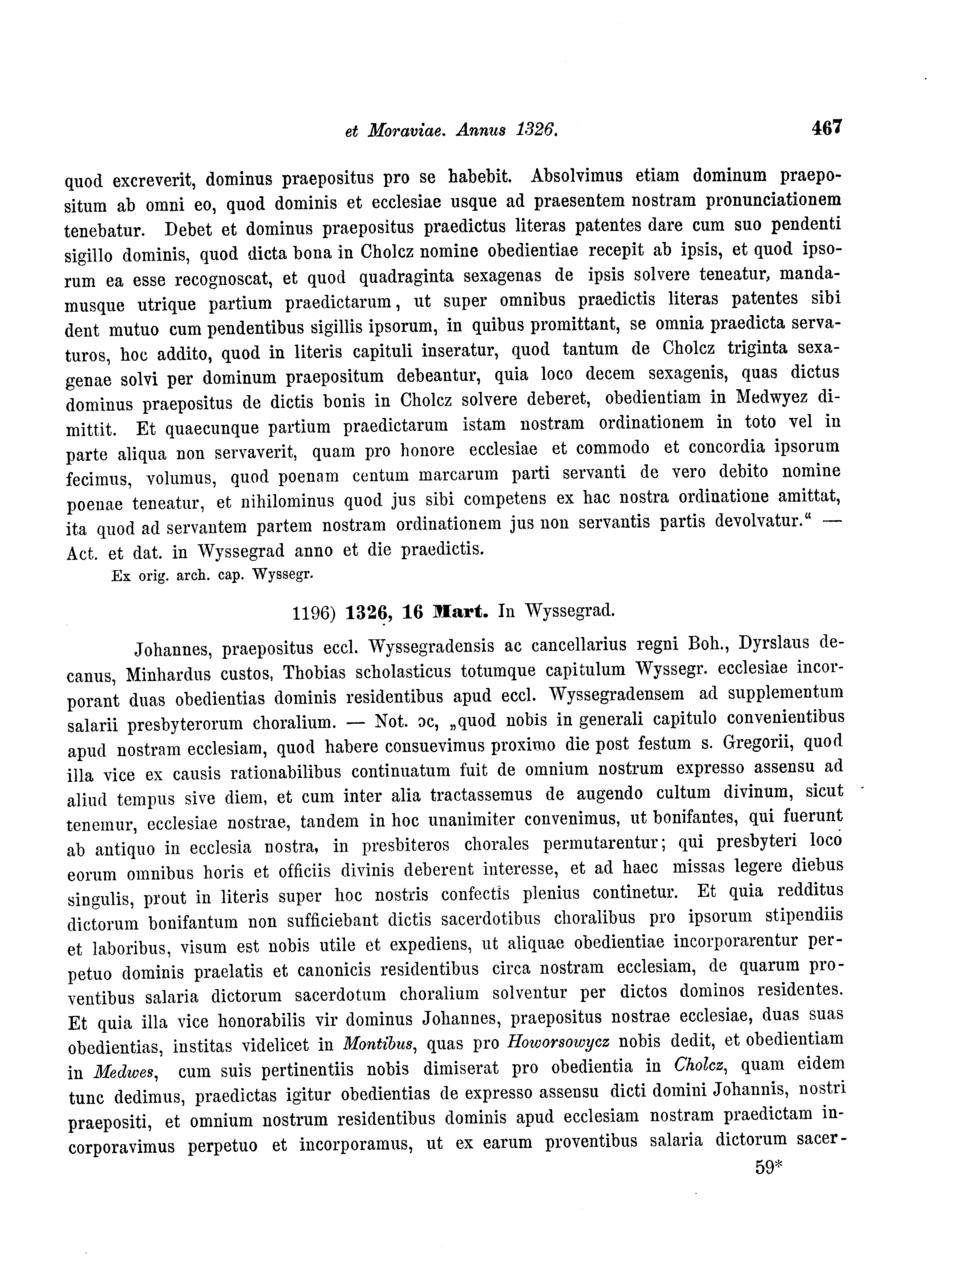 et Moraviae. Annus 1326. 467
quod excreverit, dominus praepositus pro se habebit. Absolvimus etiam dominum praepo-
situm ab omni eo, quod dominis et ecclesiae usque ad praesentem nostram pronunciationem
tenebatur. Debet et dominus praepositus praedictus literas patentes dare cum suo pendenti
sigillo dominis, quod dicta bona in Cholcz nomine obedientiae recepit ab ipsis, et quod ipso-
rum ea esse recognoscat, et quod quadraginta sexagenas de ipsis solvere teneatur, manda-
musque utrique partium praedictarum, ut super omnibus praedictis literas patentes sibi
dent mutuo cum pendentibus sigillis ipsorum, in quibus promittant, se omnia praedicta serva-
turos, hoc addito, quod in literis capituli inseratur, quod tantum de Cholcz triginta sexa-
genae solvi per dominum praepositum debeantur, quia loco decem sexagenis, quas dictus
dominus praepositus de dictis bonis in Cholcz solvere deberet, obedientiam in Medwyez di-
mittit. Et quaecunque partium praedictarum istam nostram ordinationem in toto vel in
parte aliqua non servaverit, quam pro honore ecclesiae et commodo et concordia ipsorum
fecimus, volumus, quod poenam centum marcarum parti servanti de vero debito nomine
poenae teneatur, et nihilominus quod jus sibi competens ex hac nostra ordinatione amittat,
ita quod ad servantem partem nostram ordinationem jus non servantis partis devolvatur.“ —
Act. et dat. in Wyssegrad anno et die praedictis.
Ex orig. arch. cap. Wyssegr.
1196) 1326, 16 Mart. In Wyssegrad.
Johannes, praepositus eccl. Wyssegradensis ac cancellarius regni Boh., Dyrslaus de-
canus, Minhardus custos, Thobias scholasticus totumque capitulum Wyssegr. ecclesiae incor-
porant duas obedientias dominis residentibus apud eccl. Wyssegradensem ad supplementum
salarii presbyterorum choralium. — Not. ɔc, „quod nobis in generali capitulo convenientibus
apud nostram ecclesiam, quod habere consuevimus proximo die post festum s. Gregorii, quod
illa vice ex causis rationabilibus continuatum fuit de omnium nostrum expresso assensu ad
aliud tempus sive diem, et cum inter alia tractassemus de augendo cultum divinum, sicut
tenemur, ecclesiae nostrae, tandem in hoc unanimiter convenimus, ut bonifantes, qui fuerunt
ab antiquo in ecclesia nostra, in presbiteros chorales permutarentur; qui presbyteri loco
eorum omnibus horis et officiis divinis deberent interesse, et ad haec missas legere diebus
singulis, prout in literis super hoc nostris confectis plenius continetur. Et quia redditus
dictorum bonifantum non sufficiebant dictis sacerdotibus choralibus pro ipsorum stipendiis
et laboribus, visum est nobis utile et expediens, ut aliquae obedientiae incorporarentur per-
petuo dominis praelatis et canonicis residentibus circa nostram ecclesiam, de quarum pro-
ventibus salaria dictorum sacerdotum choralium solventur per dictos dominos residentes.
Et quia illa vice honorabilis vir dominus Johannes, praepositus nostrae ecclesiae, duas suas
obedientias, institas videlicet in Montibus, quas pro Howorsowycz nobis dedit, et obedientiam
in Medwes, cum suis pertinentiis nobis dimiserat pro obedientia in Cholcz, quam eidem
tunc dedimus, praedictas igitur obedientias de expresso assensu dicti domini Johannis, nostri
praepositi, et omnium nostrum residentibus dominis apud ecclesiam nostram praedictam in-
corporavimus perpetuo et incorporamus, ut ex earum proventibus salaria dictorum sacer-
59*